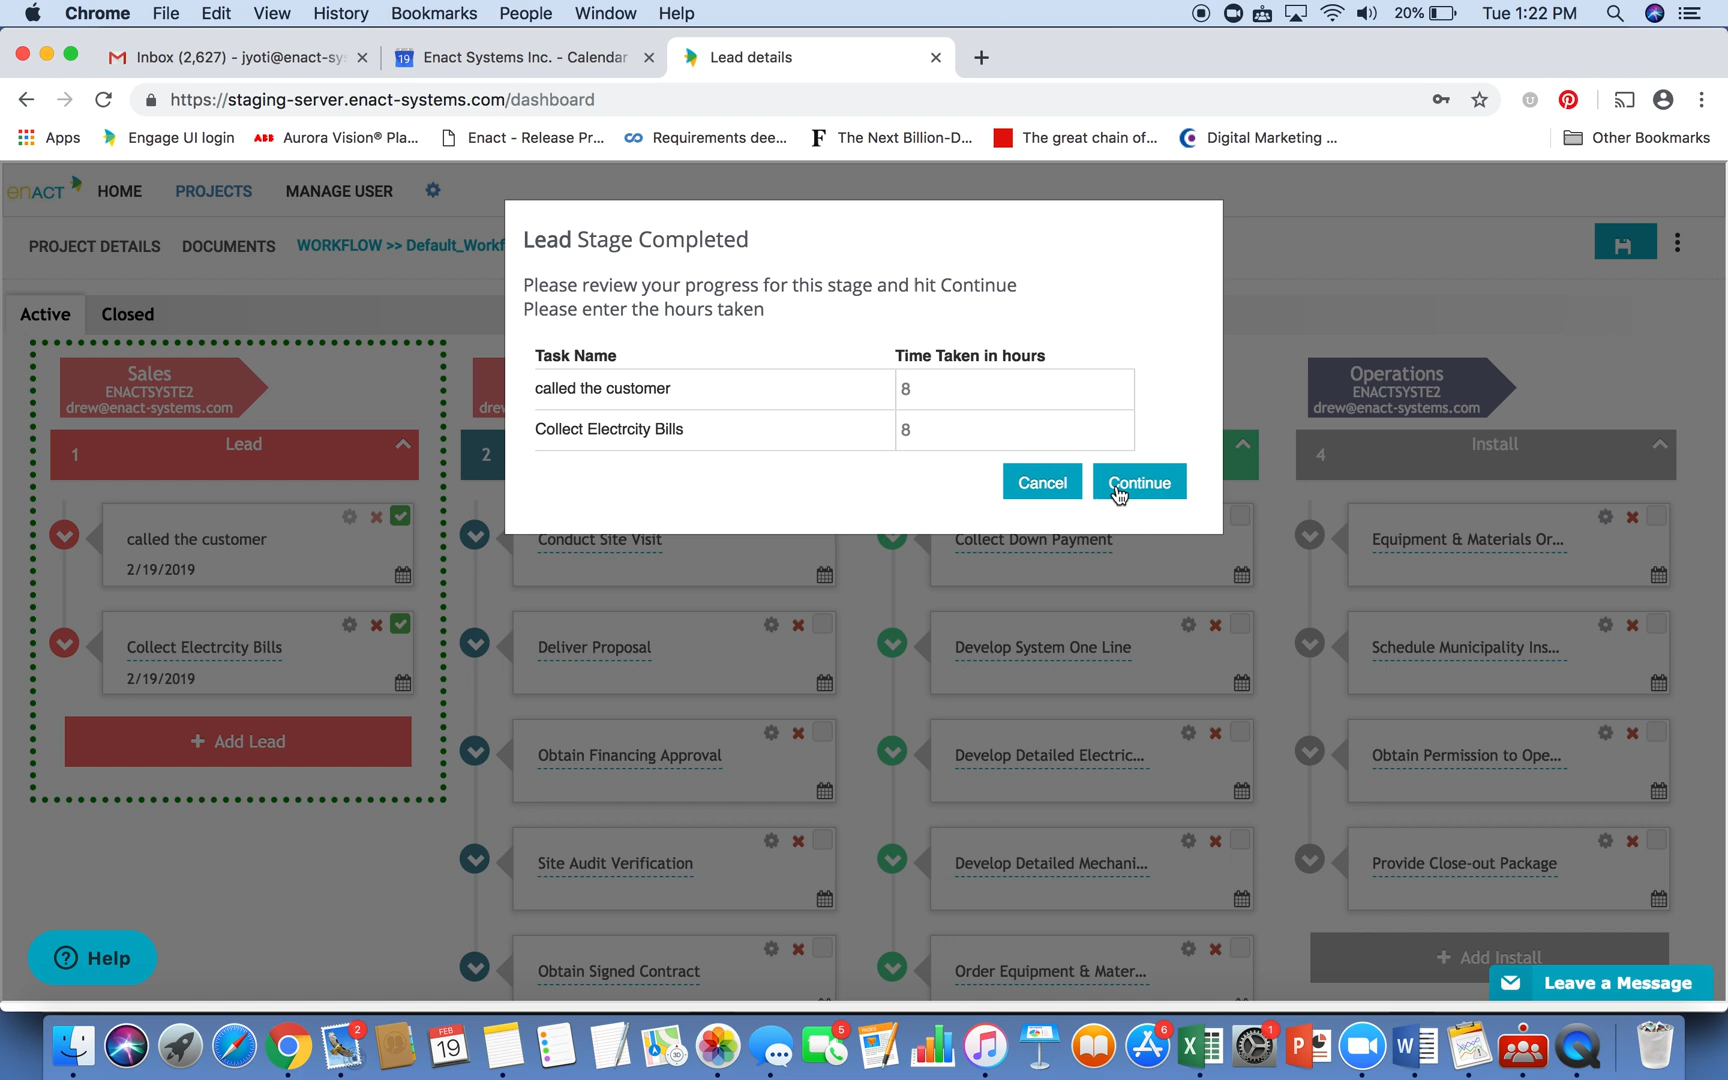 Chrome File Edit View History Bookmarks People Window Help 20% Tue 1:22 PM
Inbox (2,627) - jyoti@enact-sy Enact Systems Inc. - Calendar Lead details
https://staging-server.enact-systems.com/dashboard
Apps Engage UI login ABB Aurora Vision® Pla... Enact - Release Pr... Requirements dee... The Next Billion-D... The great chain of... Digital Marketing ... Other Bookmarks
enACT HOME PROJECTS MANAGE USER
PROJECT DETAILS DOCUMENTS WORKFLOW >> Default_Workf
Active Closed
Lead Stage Completed
Please review your progress for this stage and hit Continue
Please enter the hours taken
Task Name Time Taken in hours
called the customer 8
Collect Electrcity Bills 8
Cancel Continue
Sales
ENACTSYSTE2
drew@enact-systems.com
1 Lead
called the customer
2/19/2019
Collect Electrcity Bills
2/19/2019
+ Add Lead
drew
2
Conduct Site Visit
Deliver Proposal
Obtain Financing Approval
Site Audit Verification
Obtain Signed Contract
Collect Down Payment
Develop System One Line
Develop Detailed Electric...
Develop Detailed Mechani...
Order Equipment & Mater...
Operations
ENACTSYSTE2
drew@enact-systems.com
4 Install
Equipment & Materials Or...
Schedule Municipality Ins...
Obtain Permission to Ope...
Provide Close-out Package
+ Add Install
? Help
Leave a Message
2 FEB 19 5 6 1